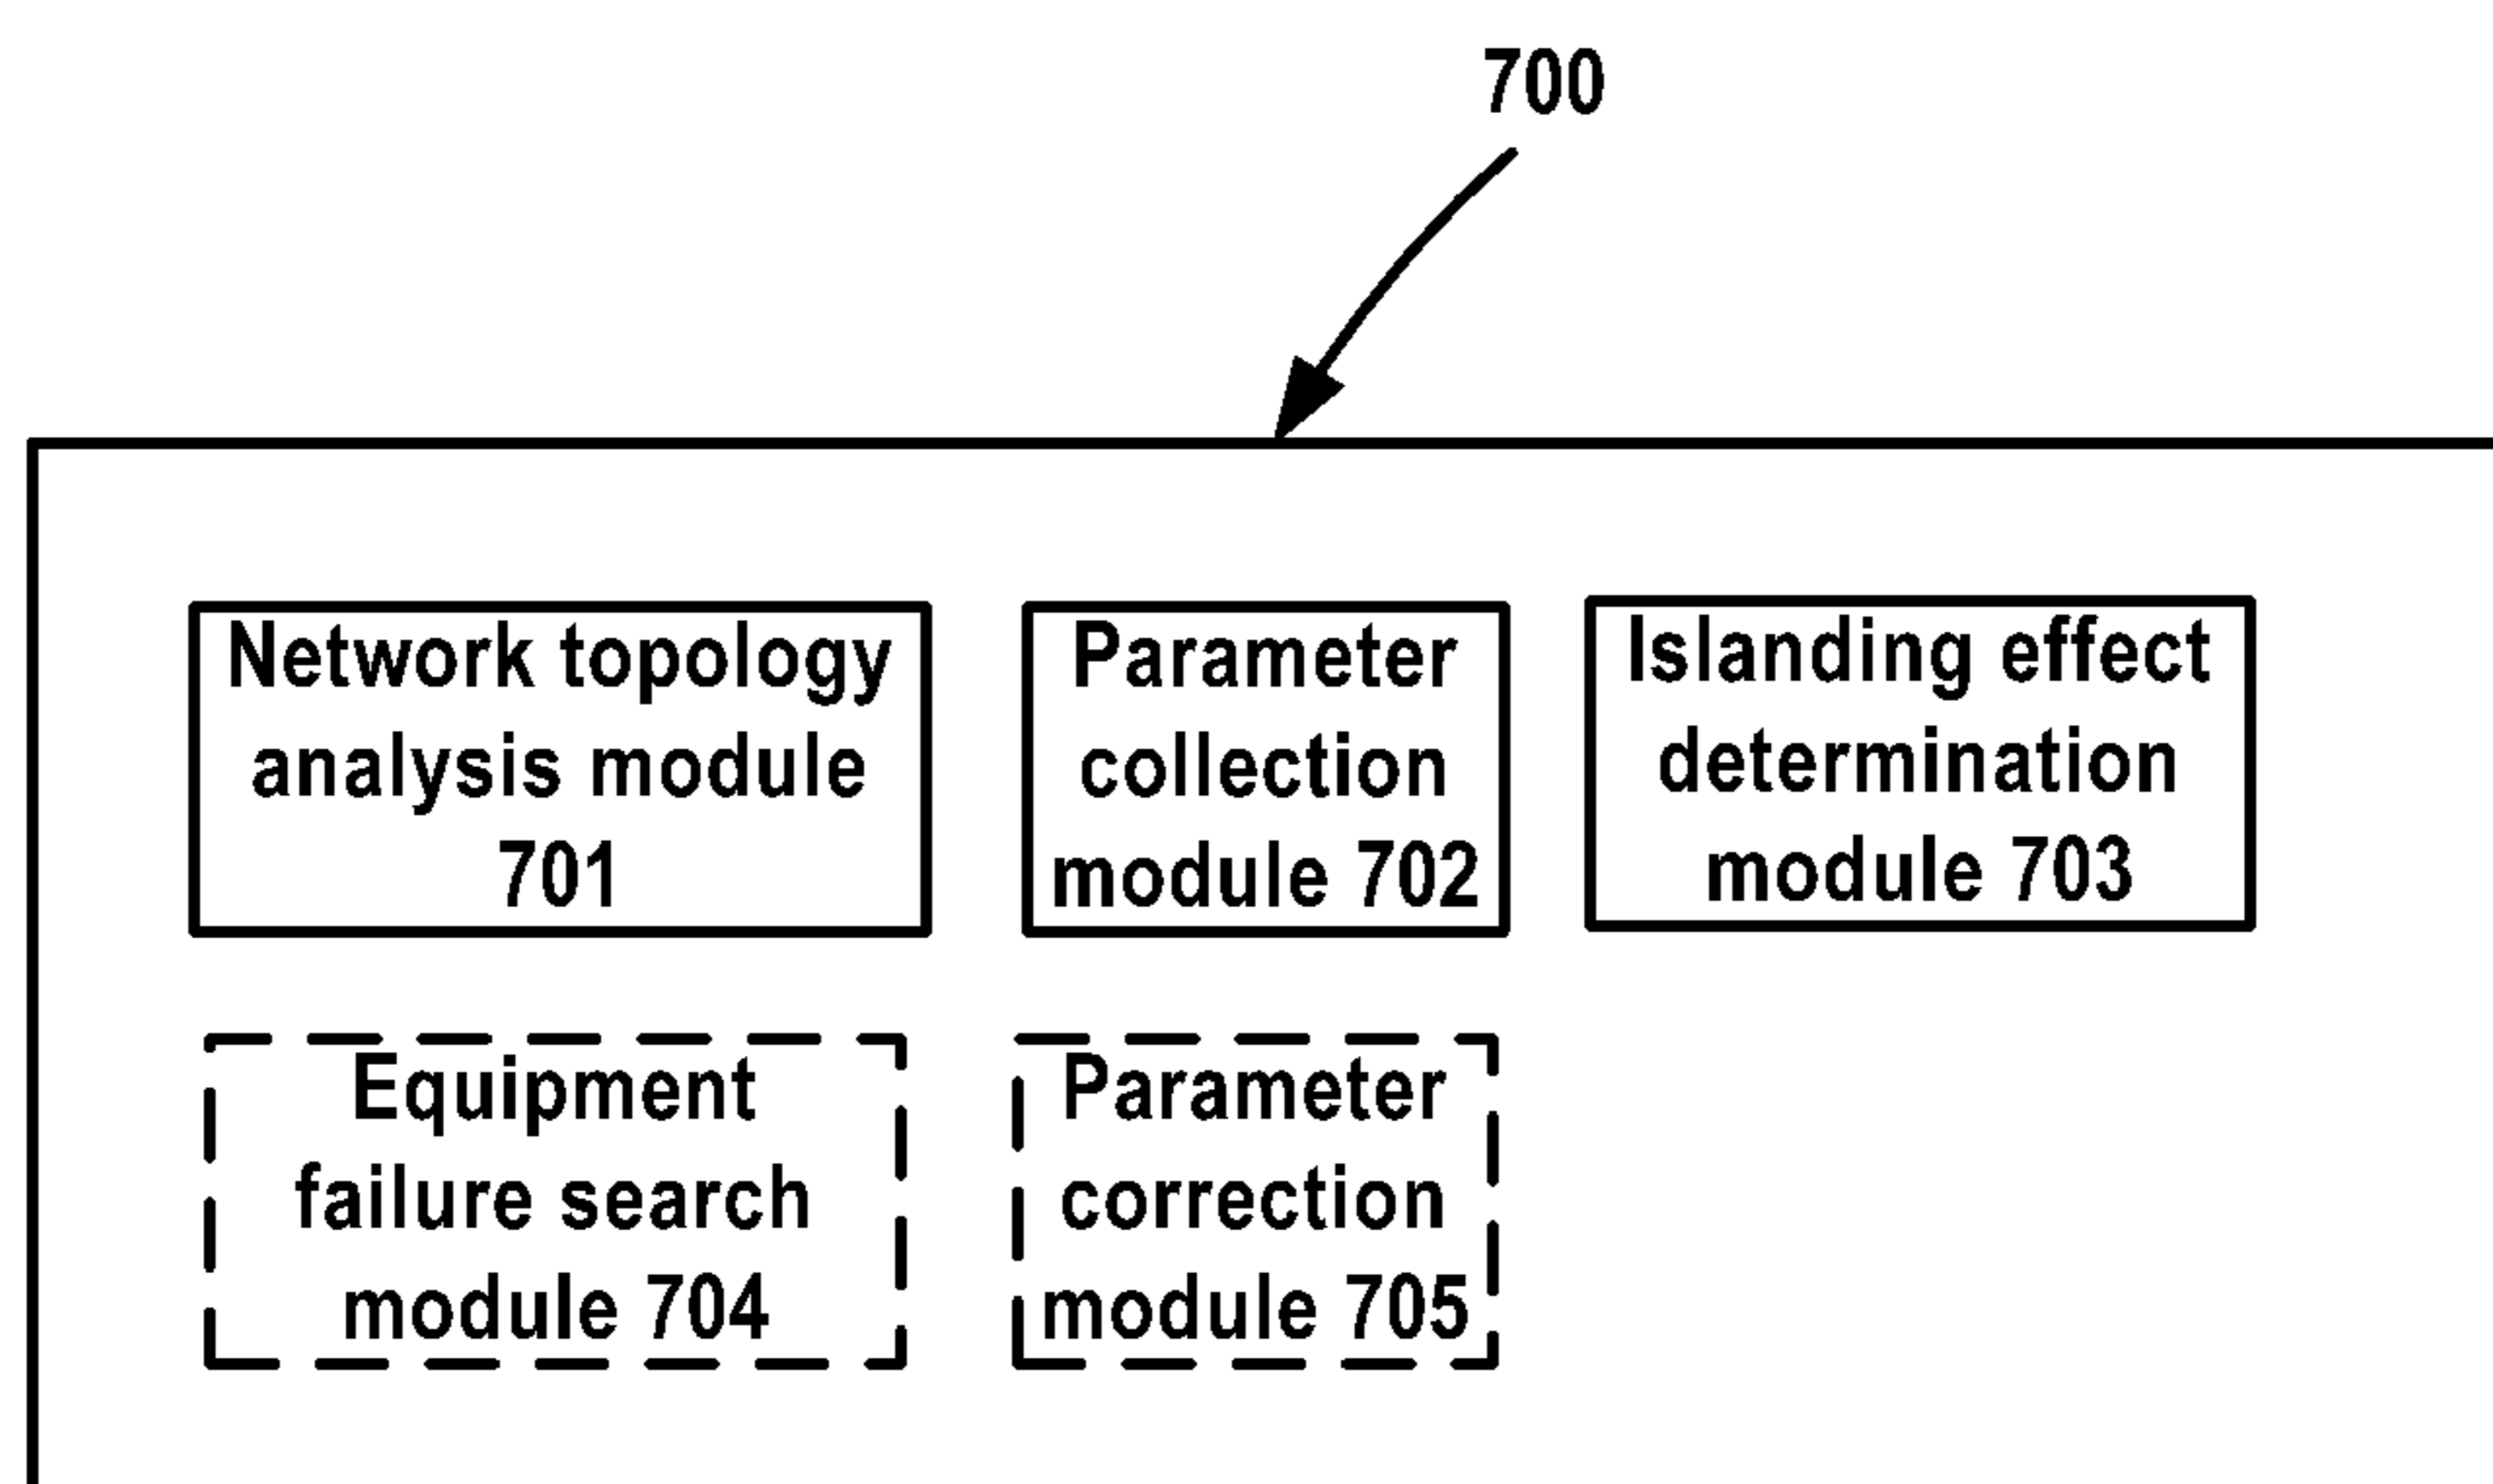 700
Network topology
analysis module
701
Parameter
collection
module 702
Islanding effect
determination
module 703
Equipment
failure search
module 704
Parameter
correction
module 705